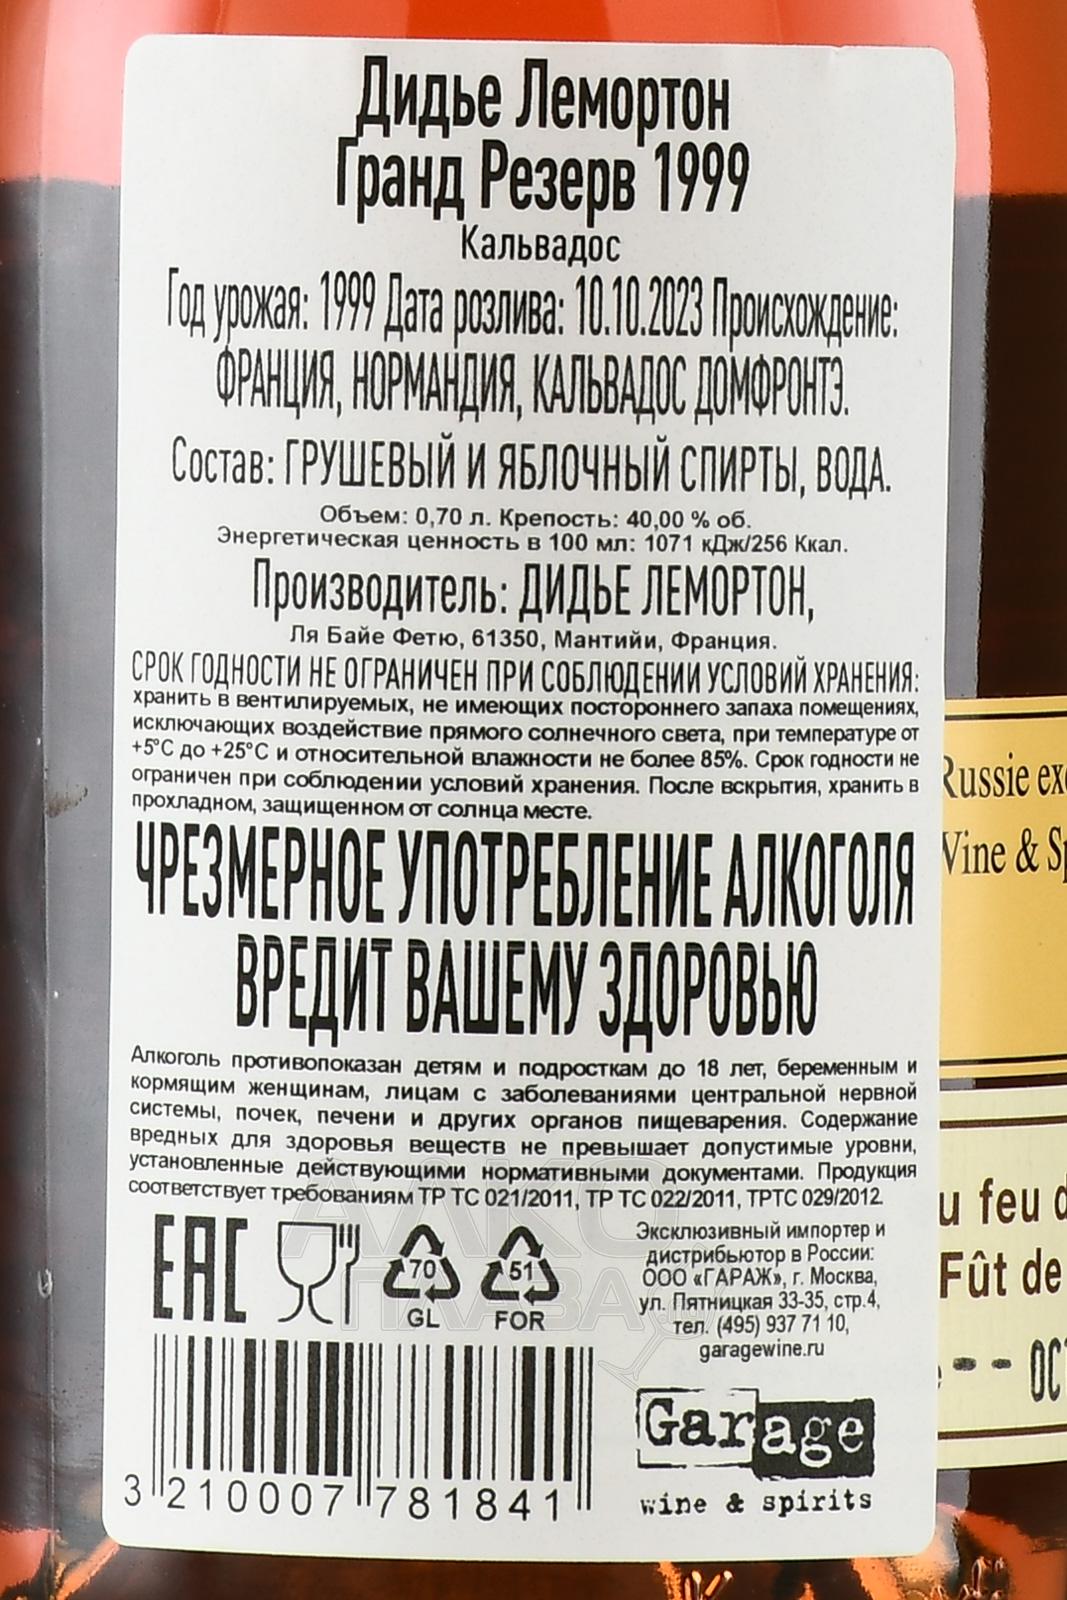 Дидье Лемортон
Гранд Резерв 1999
Кальвадос
Год урожая: 1999 Дата розлива: 10.10.2023 Происхождение:
ФРАНЦИЯ, НОРМАНДИЯ, КАЛЬВАДОС ДОМФРОНТЭ.
Состав: ГРУШЕВЫЙ И ЯБЛОЧНЫЙ СПИРТЫ, ВОДА.
Объем: 0,70 л. Крепость: 40,00 % об.
Энергетическая ценность в 100 мл: 1071 кДж/256 Ккал.
Производитель: ДИДЬЕ ЛЕМОРТОН,
Ля Байе Фетю, 61350, Мантийи, Франция.
СРОК ГОДНОСТИ НЕ ОГРАНИЧЕН ПРИ СОБЛЮДЕНИИ УСЛОВИЙ ХРАНЕНИЯ:
хранить в вентилируемых, не имеющих постороннего запаха помещениях,
исключающих воздействие прямого солнечного света, при температуре от
+5°С до +25°С и относительной влажности не более 85%. Срок годности не
ограничен при соблюдении условий хранения. После вскрытия, хранить в
прохладном, защищенном от солнца месте.
ЧРЕЗМЕРНОЕ УПОТРЕБЛЕНИЕ АЛКОГОЛЯ
ВРЕДИТ ВАШЕМУ ЗДОРОВЬЮ
Алкоголь противопоказан детям и подросткам до 18 лет, беременным и
кормящим женщинам, лицам с заболеваниями центральной нервной
системы, почек, печени и других органов пищеварения. Содержание
вредных для здоровья веществ не превышает допустимые уровни,
установленные действующими нормативными документами. Продукция
соответствует требованиям ТР ТС 021/2011, ТР ТС 022/2011, ТРТС 029/2012.
EAC
70
GL
51
FOR
Эксклюзивный импортер и
дистрибьютор в России:
ООО «ГАРАЖ», г. Москва,
ул. Пятницкая 33-35, стр.4,
тел. (495) 937 71 10,
garagewine.ru
3 210007 781841
Garage
wine & spirits
Russie ex
Vine & Sp
u feu d
Fût de
-- ОСТ
АЛКО
ПЛАЗА